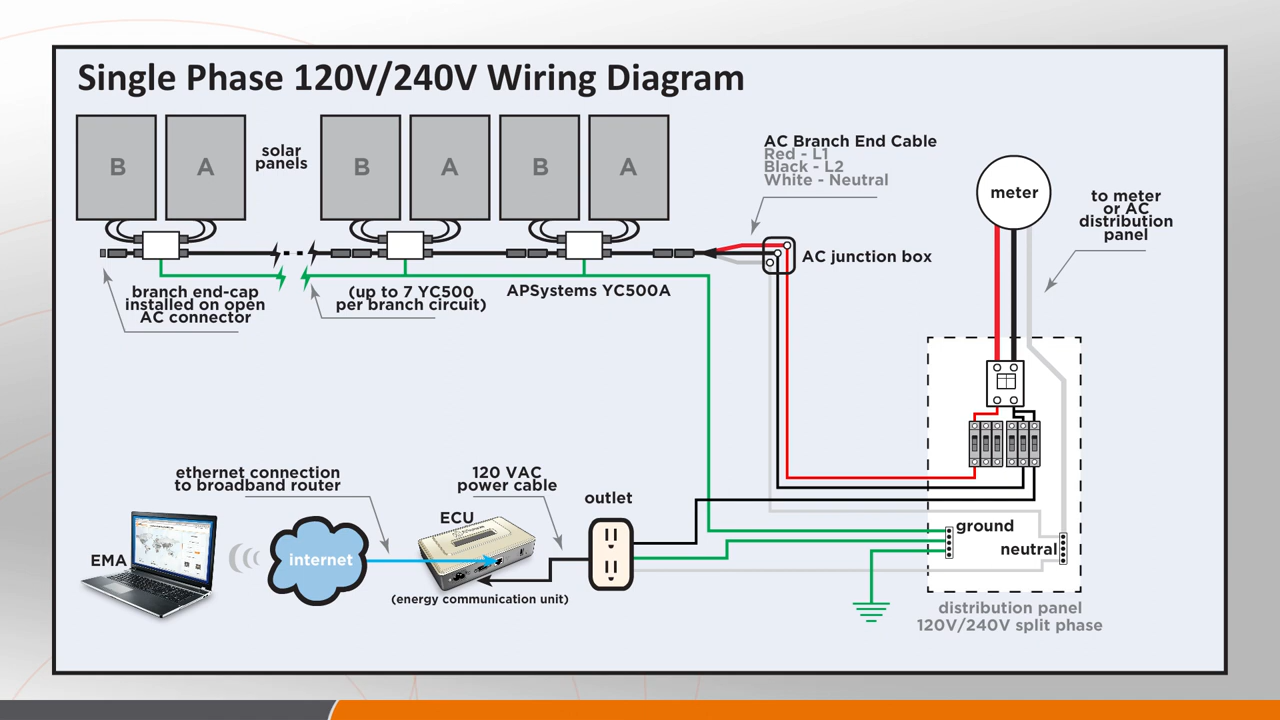 Single Phase 120V/240V Wiring Diagram
B
A
solar
panels
B
A
B
A
AC Branch End Cable
Red - L1
Black - L2
White - Neutral
meter
to meter
or AC
distribution
panel
AC junction box
branch end-cap
installed on open
AC connector
(up to 7 YC500
per branch circuit)
APSystems YC500A
ethernet connection
to broadband router
120 VAC
power cable
outlet
ECU
EMA
internet
(energy communication unit)
ground
neutral
distribution panel
120V/240V split phase